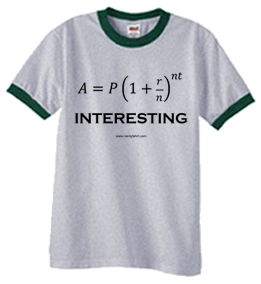 A = P (1 + r/n)^nt
INTERESTING